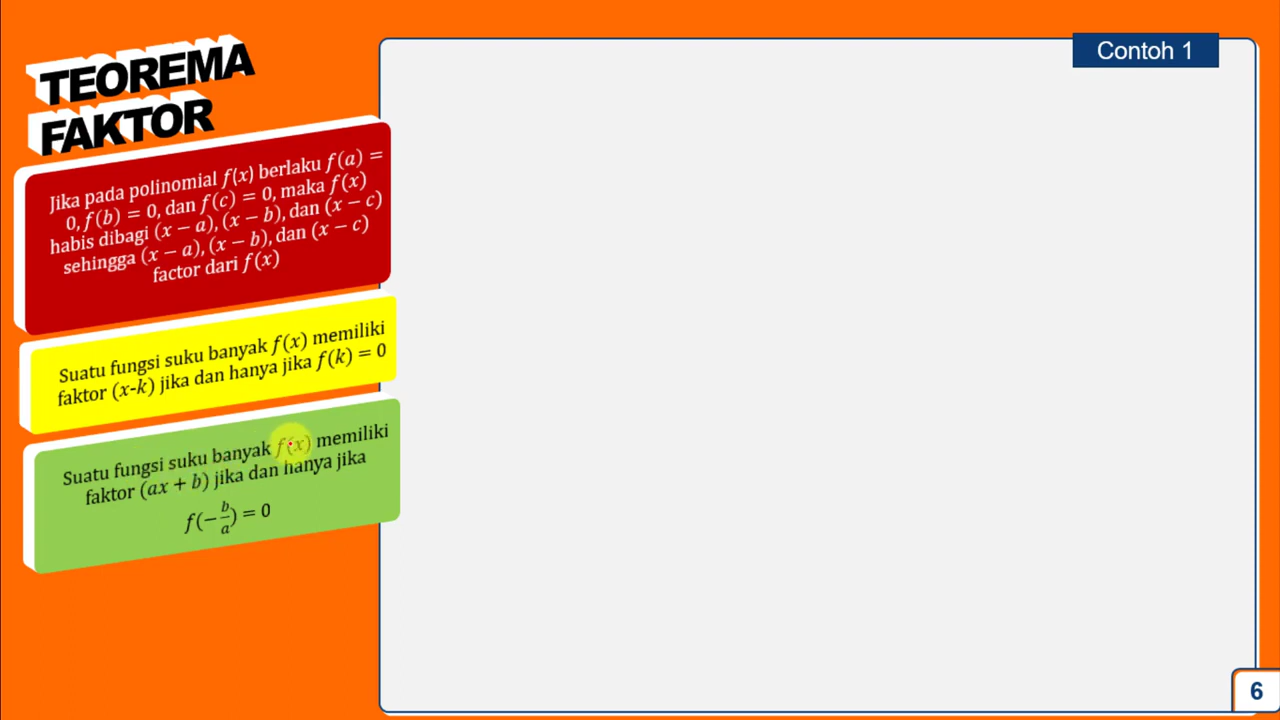 TEOREMA
FAKTOR
Contoh 1
Jika pada polinomial f(x) berlaku f(a) =
0, f(b) = 0, dan f(c) = 0, maka f(x)
habis dibagi (x − a), (x − b), dan (x − c)
sehingga (x − a), (x − b), dan (x − c)
factor dari f(x)
Suatu fungsi suku banyak f(x) memiliki
faktor (x-k) jika dan hanya jika f(k) = 0
Suatu fungsi suku banyak f(x) memiliki
faktor (ax + b) jika dan hanya jika
f(−b/a) = 0
6